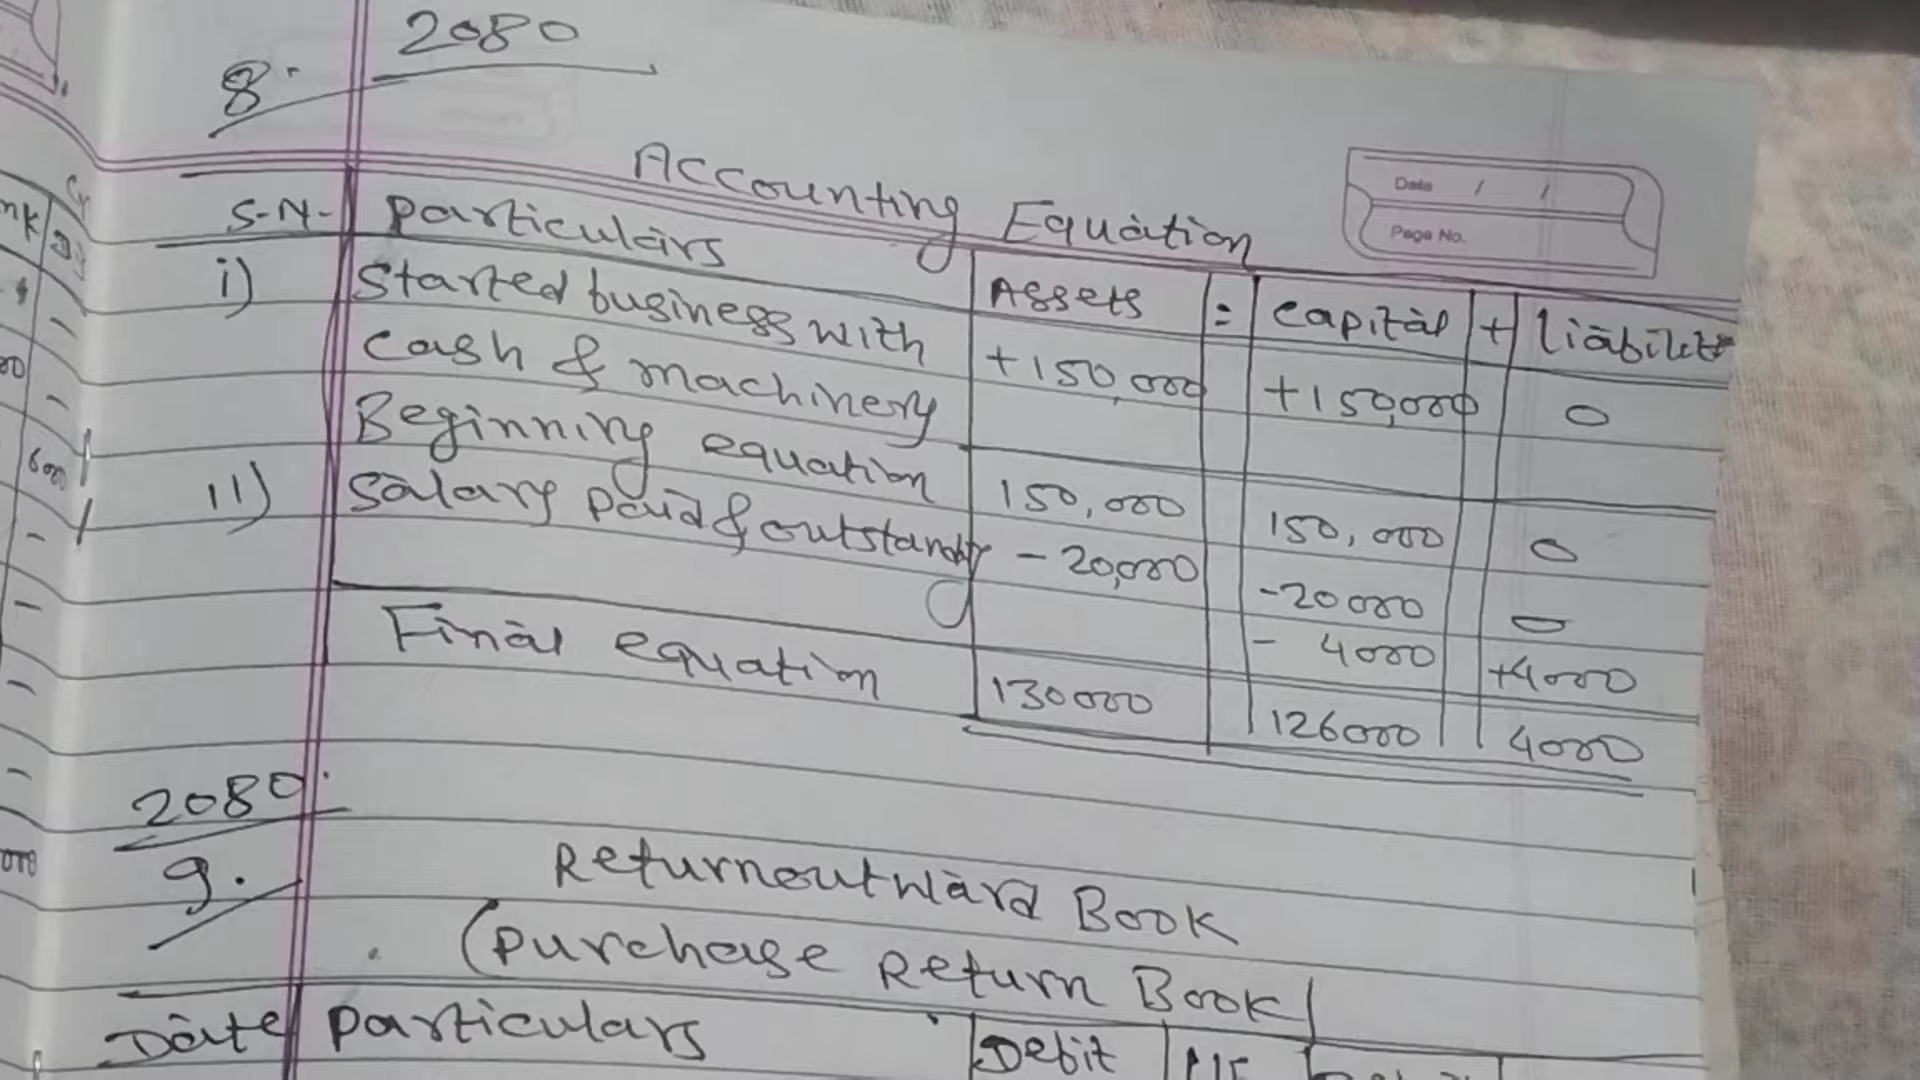 2080
8.
Accounting Equation
Date / /
Page No.
S.N. Particulars Assets = Capital + liabilit
i) Started business with +150,000 +150,000 0
cash & machinery
Beginning equation 150,000 150,000 0
ii) Salary paid & outstanding -20,000 -20000 0
- 4000 +4000
Final equation 130000 126000 4000
2080
9.
Returnoutward Book
(Purchase Return Book)
Date Particulars Debit